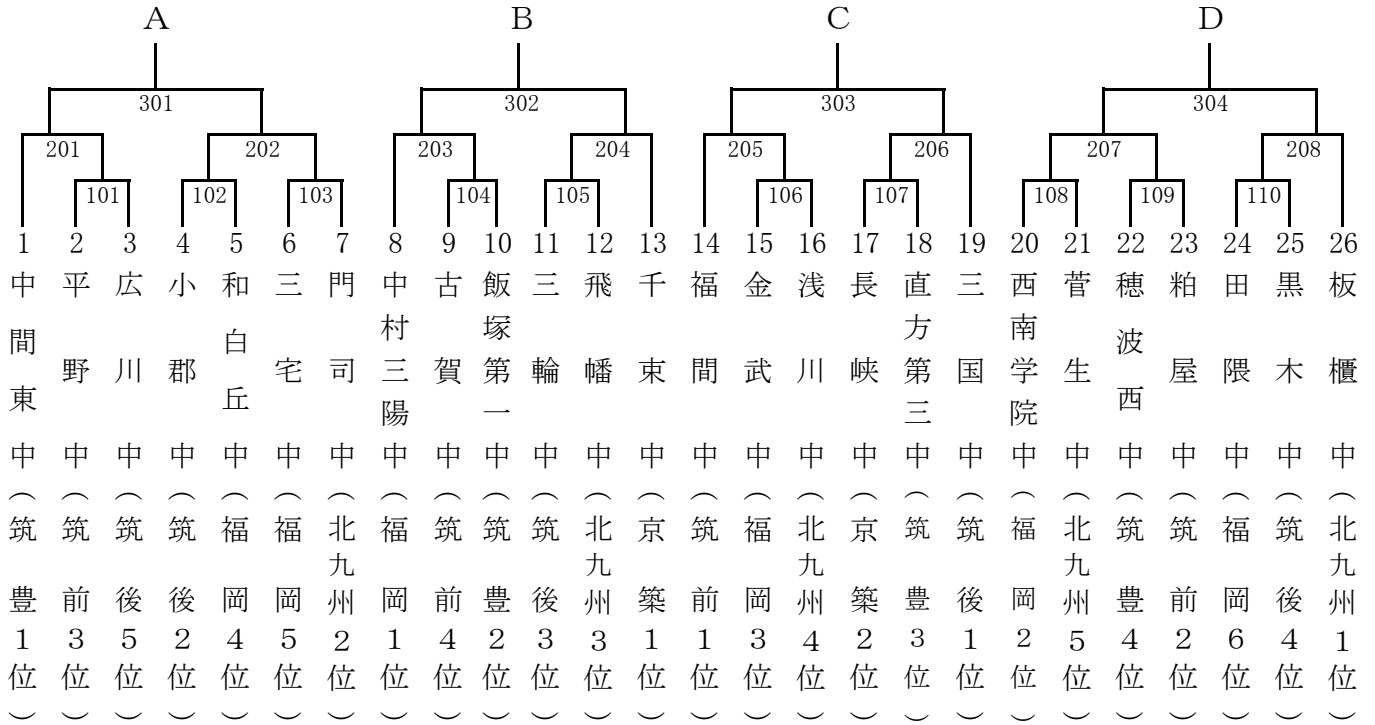 A B C D
301 302 303 304
201 202 203 204 205 206 207 208
101 102 103 104 105 106 107 108 109 110
1 中間東中（筑豊1位）
2 平野中（筑前3位）
3 広川中（筑後5位）
4 小郡中（筑後2位）
5 和白丘中（福岡4位）
6 三宅中（福岡5位）
7 門司中（北九州2位）
8 中村三陽中（福岡1位）
9 古賀中（筑前4位）
10 飯塚第一中（筑豊2位）
11 三輪中（筑後3位）
12 飛幡中（北九州3位）
13 千束中（京築1位）
14 福間中（筑前1位）
15 金武中（福岡3位）
16 浅川中（北九州4位）
17 長峡中（京築2位）
18 直方第三中（筑豊3位）
19 三国中（筑後1位）
20 西南学院中（福岡2位）
21 菅生中（北九州5位）
22 穂波西中（筑豊4位）
23 粕屋中（筑前2位）
24 田隈中（福岡6位）
25 黒木中（筑後4位）
26 板櫃中（北九州1位）